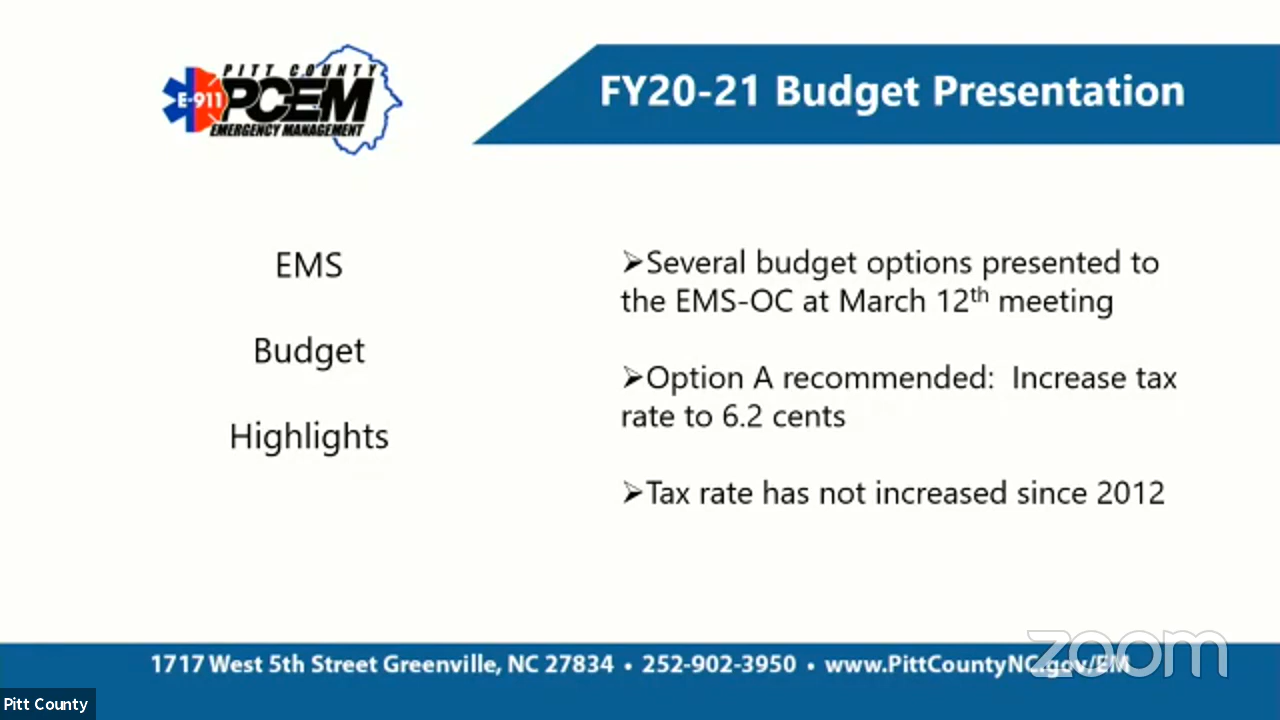 PITT COUNTY
E-911 PCEM
EMERGENCY MANAGEMENT
FY20-21 Budget Presentation
EMS
Budget
Highlights
➢Several budget options presented to
the EMS-OC at March 12th meeting
➢Option A recommended:  Increase tax
rate to 6.2 cents
➢Tax rate has not increased since 2012
1717 West 5th Street Greenville, NC 27834 • 252-902-3950 • www.PittCountyNC.gov/EM
zoom
Pitt County